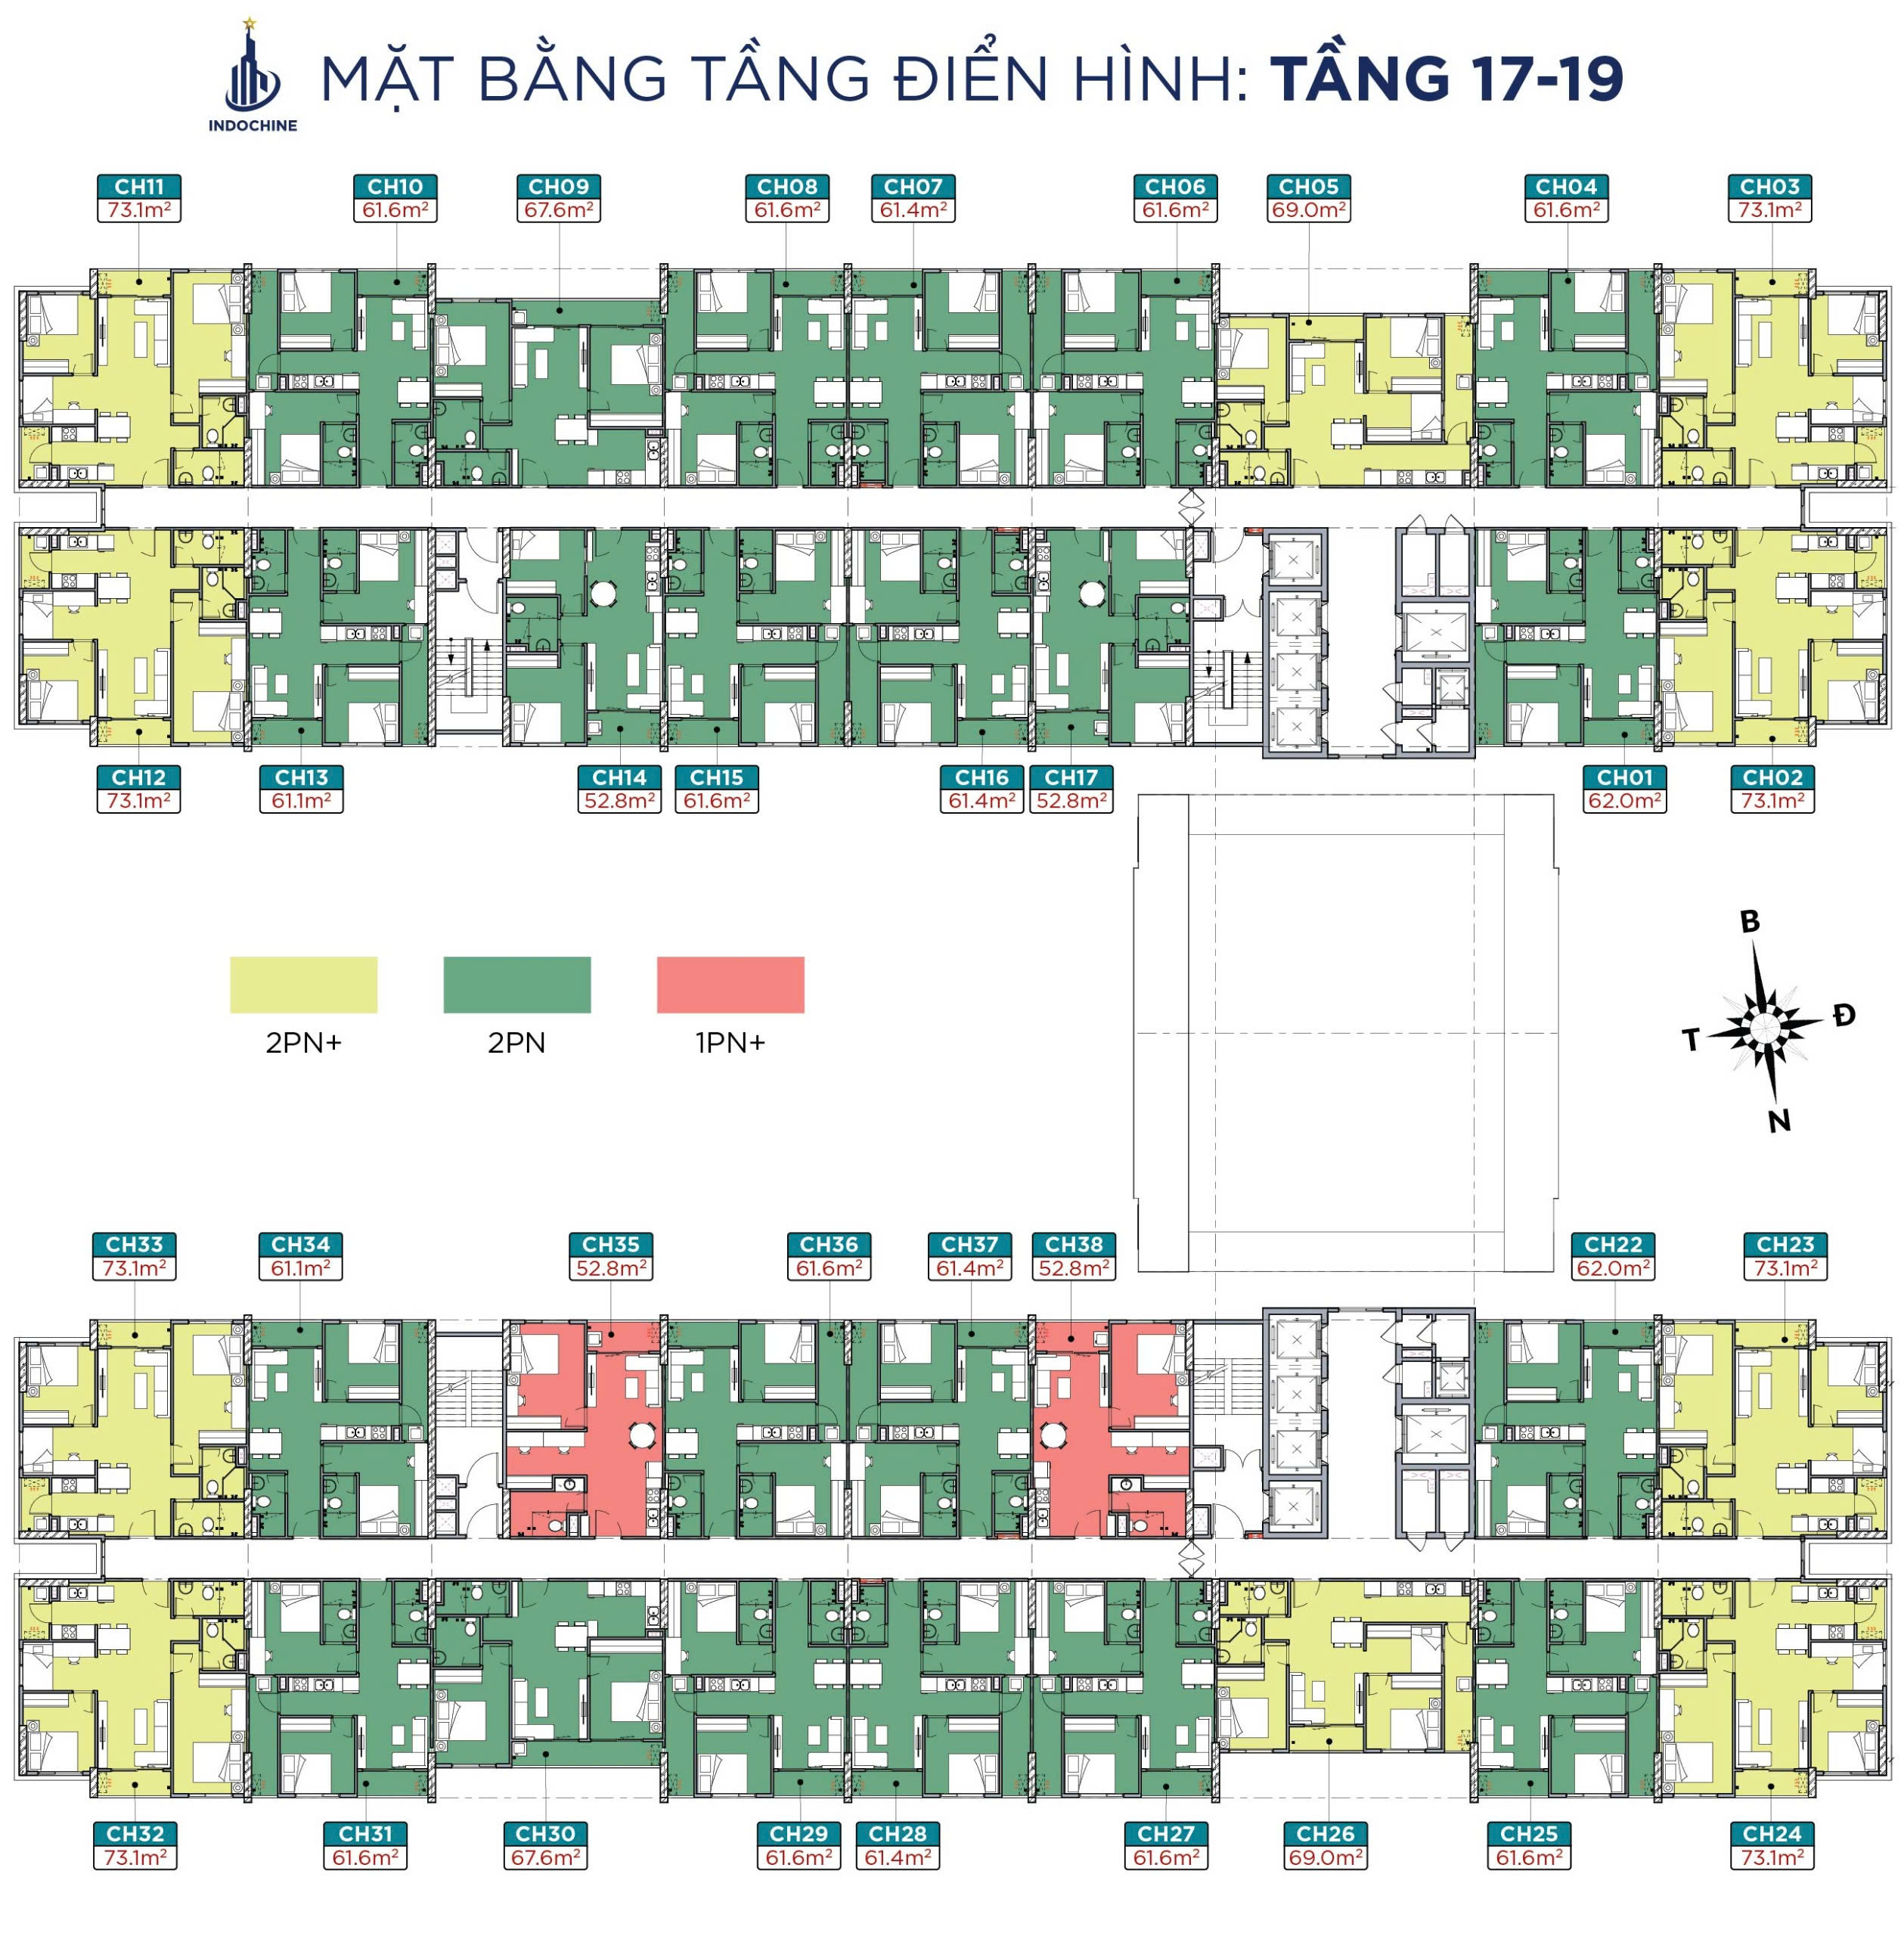 INDOCHINE
MẶT BẰNG TẦNG ĐIỂN HÌNH: TẦNG 17-19
CH11
73.1m²
CH10
61.6m²
CH09
67.6m²
CH08
61.6m²
CH07
61.4m²
CH06
61.6m²
CH05
69.0m²
CH04
61.6m²
CH03
73.1m²
CH12
73.1m²
CH13
61.1m²
CH14
52.8m²
CH15
61.6m²
CH16
61.4m²
CH17
52.8m²
CH01
62.0m²
CH02
73.1m²
2PN+
2PN
1PN+
B
Đ
T
N
CH33
73.1m²
CH34
61.1m²
CH35
52.8m²
CH36
61.6m²
CH37
61.4m²
CH38
52.8m²
CH22
62.0m²
CH23
73.1m²
CH32
73.1m²
CH31
61.6m²
CH30
67.6m²
CH29
61.6m²
CH28
61.4m²
CH27
61.6m²
CH26
69.0m²
CH25
61.6m²
CH24
73.1m²